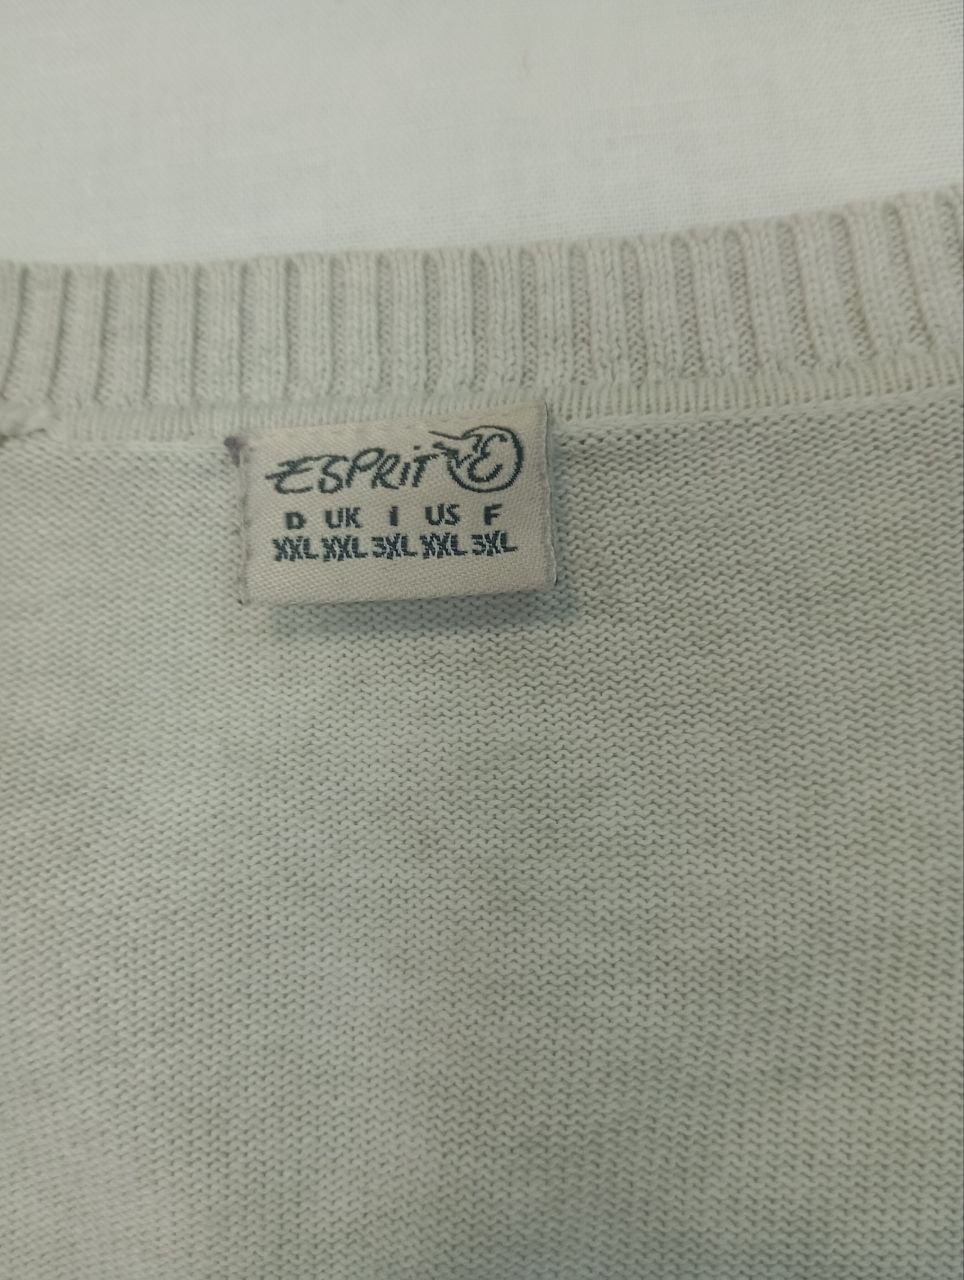 ESPRIT E
D UK I US F
XXL XXL 3XL XXL 3XL